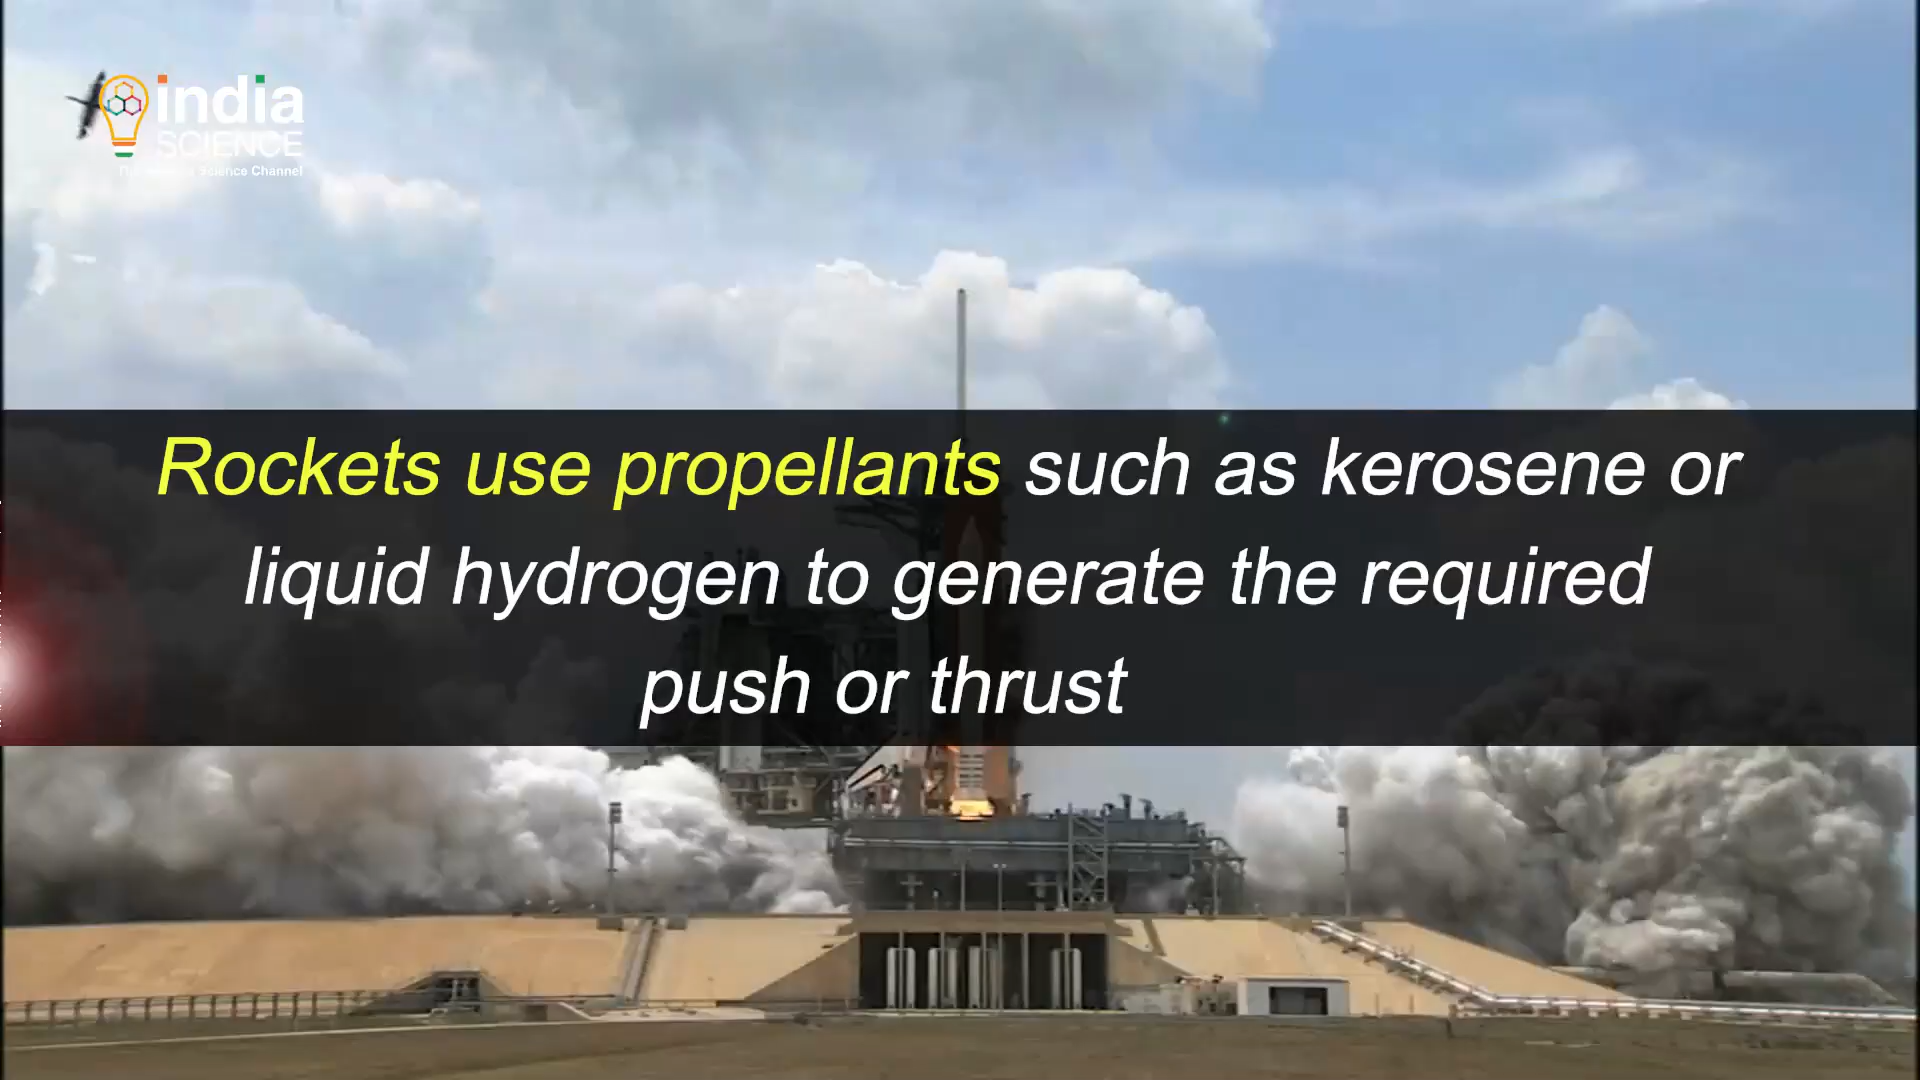 india
SCIENCE
Science Channel
Rockets use propellants such as kerosene or
liquid hydrogen to generate the required
push or thrust